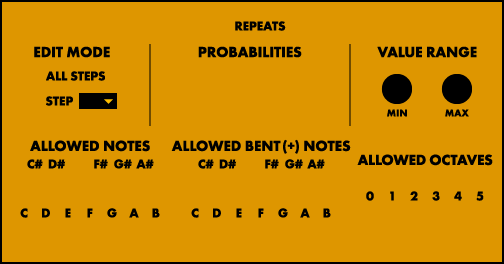 REPEATS
EDIT MODE
PROBABILITIES
VALUE RANGE
ALL STEPS
STEP
MIN MAX
ALLOWED NOTES
ALLOWED BENT (+) NOTES
ALLOWED OCTAVES
C# D# F# G# A#
C# D# F# G# A#
0 1 2 3 4 5
C D E F G A B
C D E F G A B